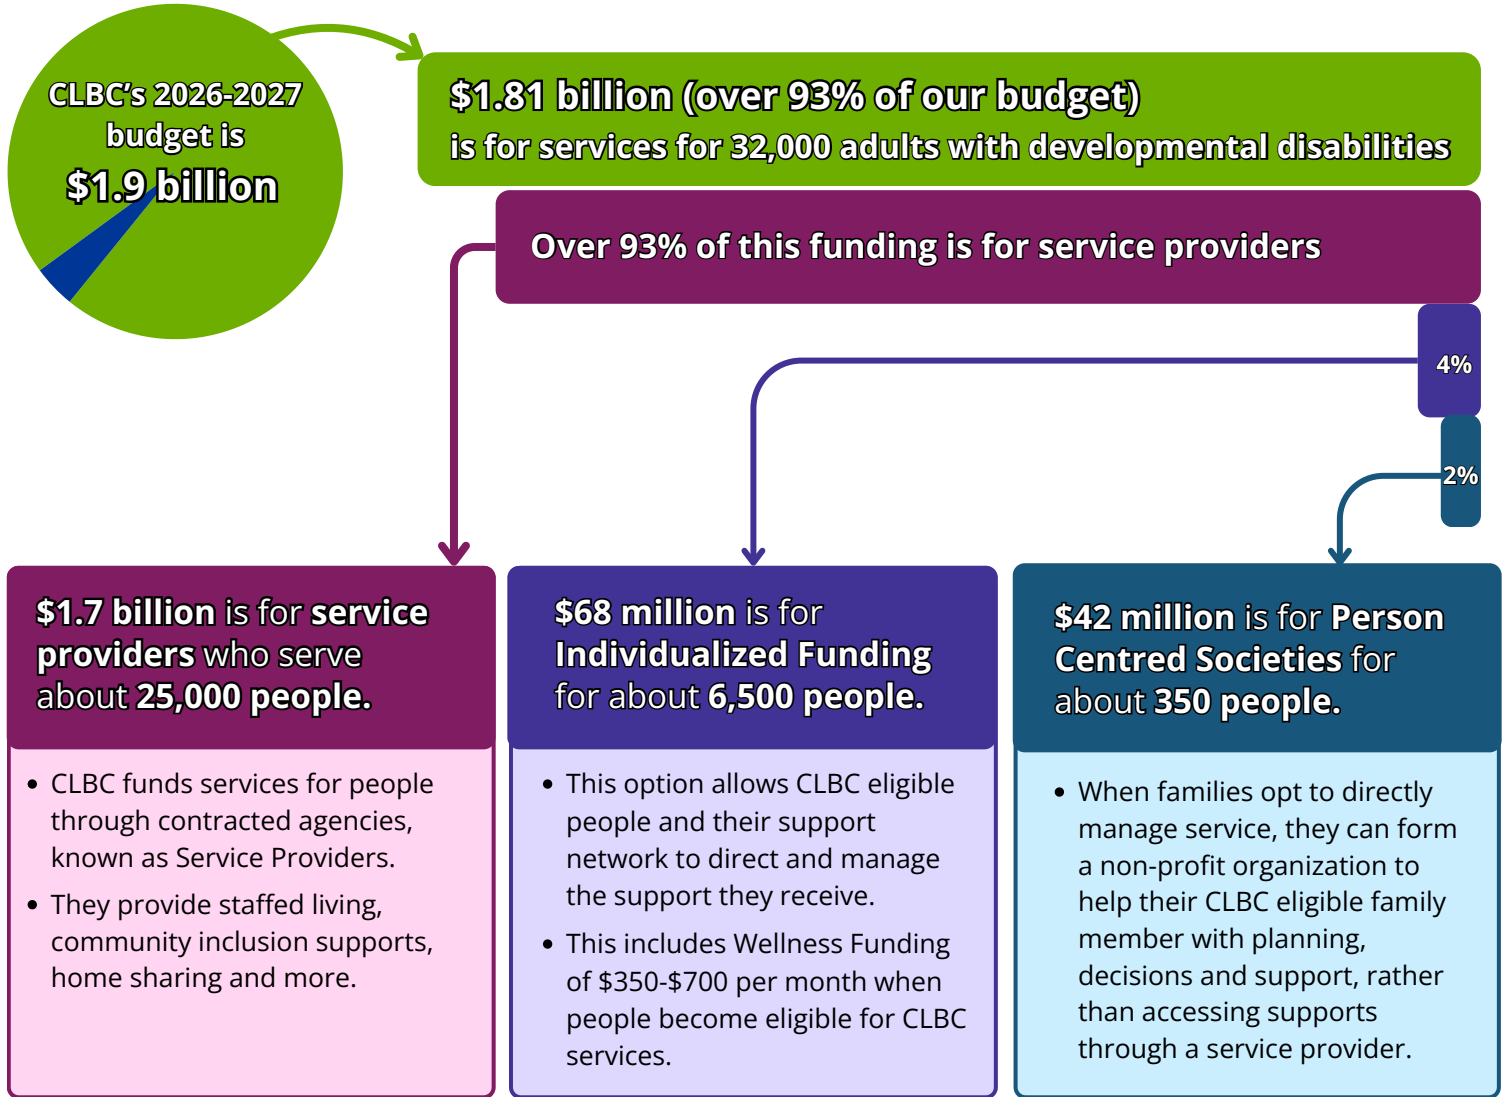 CLBC’s 2026-2027
budget is
$1.9 billion
$1.81 billion (over 93% of our budget)
is for services for 32,000 adults with developmental disabilities
Over 93% of this funding is for service providers
4%
2%
$1.7 billion is for service
providers who serve
about 25,000 people.
• CLBC funds services for people
through contracted agencies,
known as Service Providers.
• They provide staffed living,
community inclusion supports,
home sharing and more.
$68 million is for
Individualized Funding
for about 6,500 people.
• This option allows CLBC eligible
people and their support
network to direct and manage
the support they receive.
• This includes Wellness Funding
of $350-$700 per month when
people become eligible for CLBC
services.
$42 million is for Person
Centred Societies for
about 350 people.
• When families opt to directly
manage service, they can form
a non-profit organization to
help their CLBC eligible family
member with planning,
decisions and support, rather
than accessing supports
through a service provider.